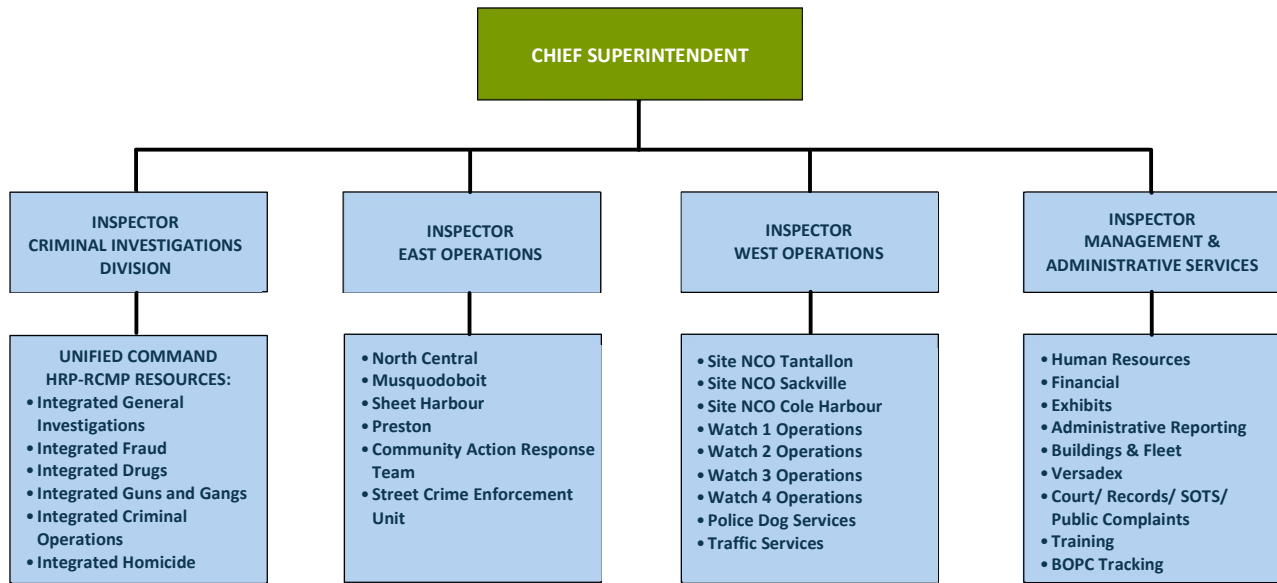 CHIEF SUPERINTENDENT
INSPECTOR
CRIMINAL INVESTIGATIONS
DIVISION
INSPECTOR
EAST OPERATIONS
INSPECTOR
WEST OPERATIONS
INSPECTOR
MANAGEMENT &
ADMINISTRATIVE SERVICES
UNIFIED COMMAND
HRP-RCMP RESOURCES:
• Integrated General
Investigations
• Integrated Fraud
• Integrated Drugs
• Integrated Guns and Gangs
• Integrated Criminal
Operations
• Integrated Homicide
• North Central
• Musquodoboit
• Sheet Harbour
• Preston
• Community Action Response
Team
• Street Crime Enforcement
Unit
• Site NCO Tantallon
• Site NCO Sackville
• Site NCO Cole Harbour
• Watch 1 Operations
• Watch 2 Operations
• Watch 3 Operations
• Watch 4 Operations
• Police Dog Services
• Traffic Services
• Human Resources
• Financial
• Exhibits
• Administrative Reporting
• Buildings & Fleet
• Versadex
• Court/ Records/ SOTS/
Public Complaints
• Training
• BOPC Tracking